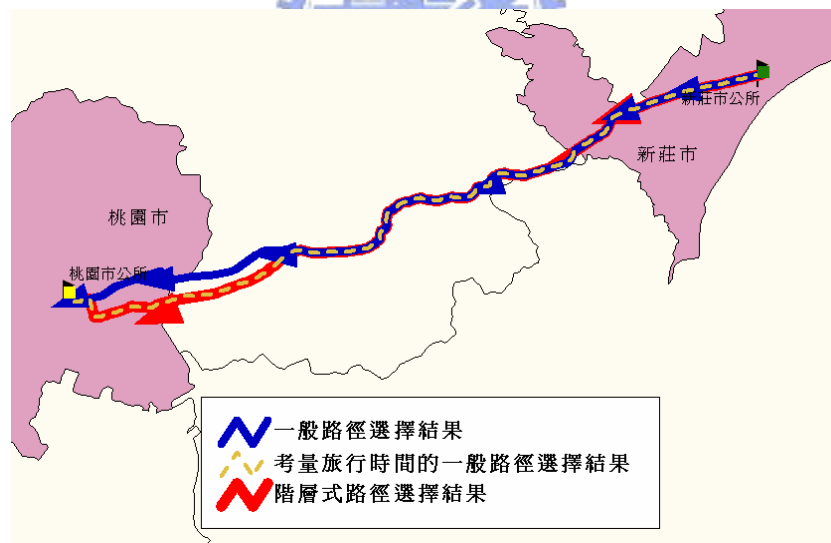 新莊市公所
新莊市
桃園市
桃園市公所
一般路徑選擇結果
考量旅行時間的一般路徑選擇結果
階層式路徑選擇結果